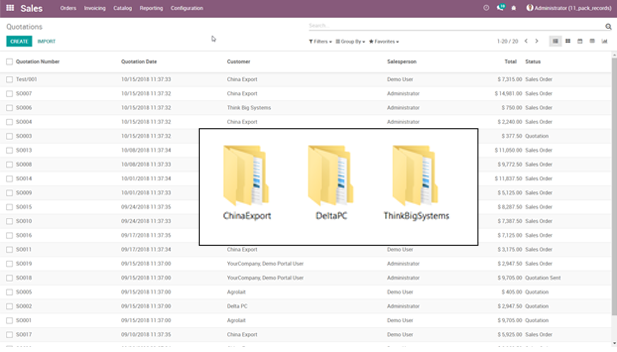 Sales Orders Invoicing Catalog Reporting Configuration Administrator (11_pack_records)
Quotations
Search...
CREATE IMPORT Filters Group By Favorites 1-20 / 20
Quotation Number Quotation Date Customer Salesperson Total Status
Test/001 10/15/2018 11:37:33 China Export Demo User $ 7,315.00 Sales Order
SO007 10/15/2018 11:37:32 China Export Administrator $ 14,981.00 Sales Order
SO006 10/15/2018 11:37:32 Think Big Systems Administrator $ 750.00 Sales Order
SO004 10/15/2018 11:37:32 Administrator $ 2,240.00 Sales Order
SO003 10/15/2018 11:37:32 $ 377.50 Quotation
SO013 10/08/2018 11:37:34 $ 11,050.00 Sales Order
SO008 10/08/2018 11:37:33 $ 9,772.50 Sales Order
SO014 10/01/2018 11:37:34 $ 11,837.50 Sales Order
SO009 10/01/2018 11:37:33 $ 5,125.00 Sales Order
SO015 09/24/2018 11:37:35 $ 8,287.50 Sales Order
SO010 09/24/2018 11:37:33 $ 7,387.50 Sales Order
SO016 09/17/2018 11:37:35 $ 7,125.00 Sales Order
ChinaExport DeltaPC ThinkBigSystems
SO011 09/17/2018 11:37:34 China Export Demo User $ 3,175.00 Sales Order
SO019 09/15/2018 11:37:00 YourCompany, Demo Portal User Administrator $ 2,947.50 Sales Order
SO018 09/15/2018 11:37:00 YourCompany, Demo Portal User Administrator $ 9,705.00 Quotation Sent
SO005 09/15/2018 11:37:00 Agrolait Demo User $ 405.00 Quotation
SO002 09/15/2018 11:37:00 Delta PC Administrator $ 2,947.50 Quotation
SO001 09/15/2018 11:37:00 Agrolait Demo User $ 9,705.00 Quotation
SO017 09/10/2018 11:37:35 China Export Demo User $ 5,925.00 Sales Order